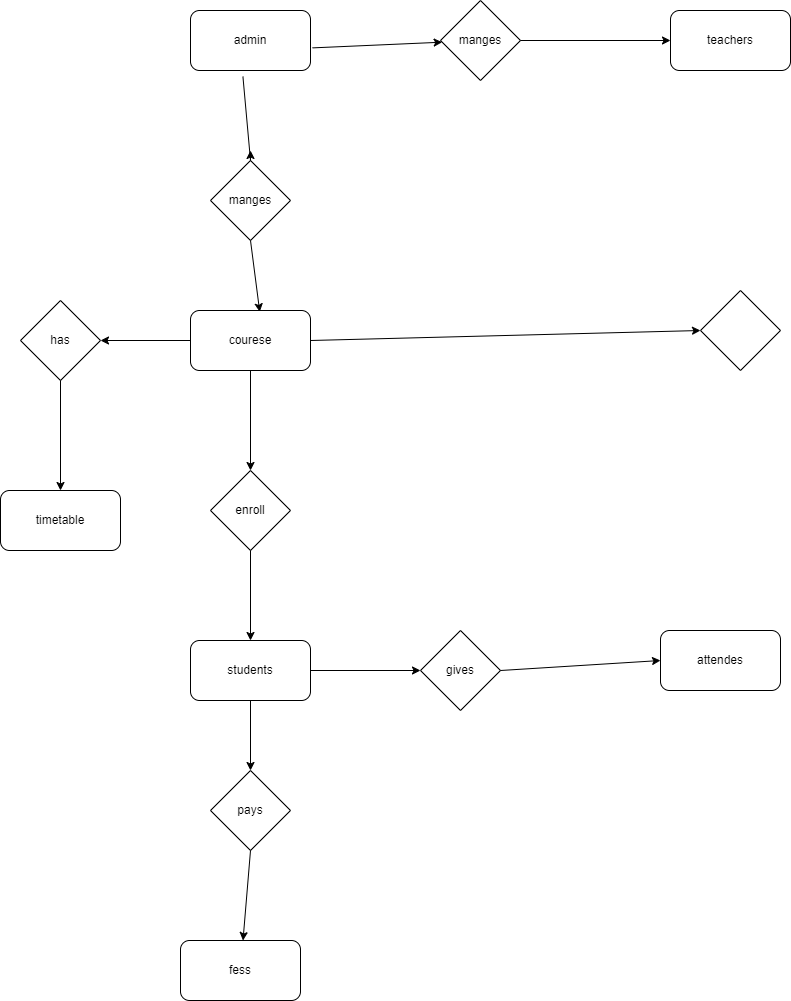 admin
manges
teachers
manges
has
courese
timetable
enroll
students
gives
attendes
pays
fess